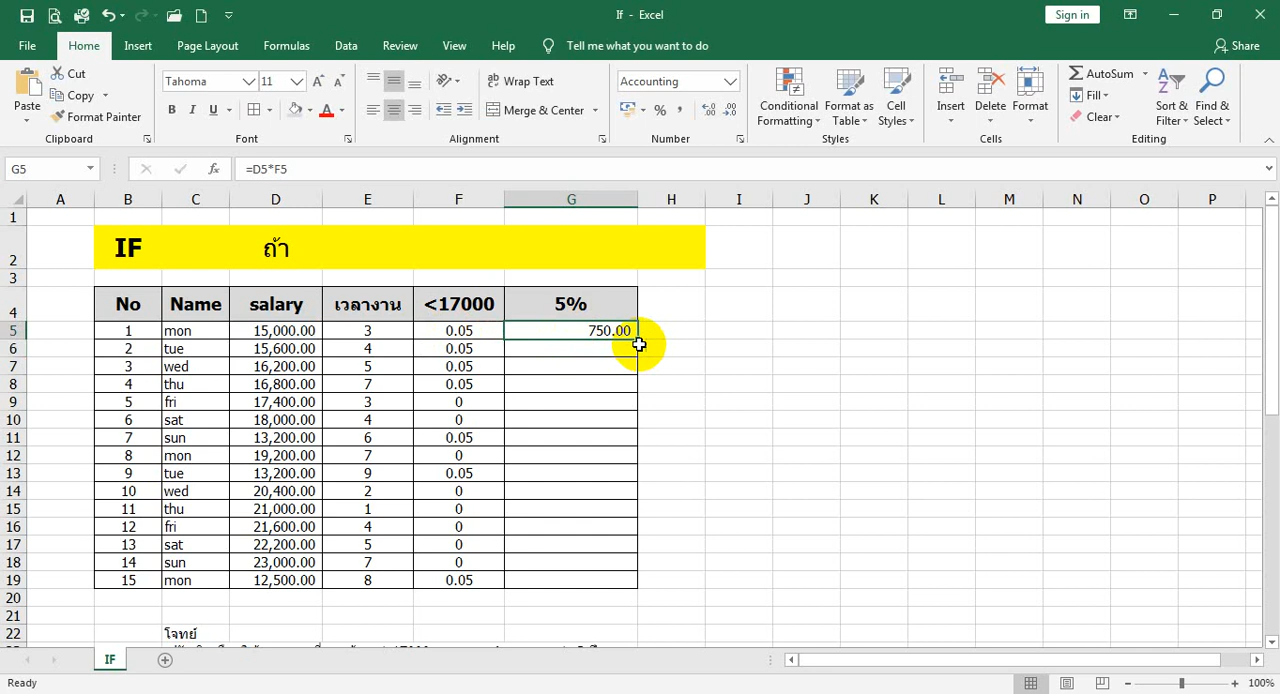 If - Excel
Sign in
File Home Insert Page Layout Formulas Data Review View Help Tell me what you want to do Share
Paste
Cut
Copy
Format Painter
Clipboard
Tahoma 11
B I U
Font
Wrap Text
Merge & Center
Alignment
Accounting
% ,
Number
Conditional Formatting
Format as Table
Cell Styles
Styles
Insert
Delete
Format
Cells
AutoSum
Fill
Clear
Sort & Filter
Find & Select
Editing
G5 fx =D5*F5
A B C D E F G H I J K L M N O P
1
2 IF ถ้า
3
4 No Name salary เวลางาน <17000 5%
5 1 mon 15,000.00 3 0.05 750.00
6 2 tue 15,600.00 4 0.05
7 3 wed 16,200.00 5 0.05
8 4 thu 16,800.00 7 0.05
9 5 fri 17,400.00 3 0
10 6 sat 18,000.00 4 0
11 7 sun 13,200.00 6 0.05
12 8 mon 19,200.00 7 0
13 9 tue 13,200.00 9 0.05
14 10 wed 20,400.00 2 0
15 11 thu 21,000.00 1 0
16 12 fri 21,600.00 4 0
17 13 sat 22,200.00 5 0
18 14 sun 23,000.00 7 0
19 15 mon 12,500.00 8 0.05
20
21
22 โจทย์
IF
Ready
100%